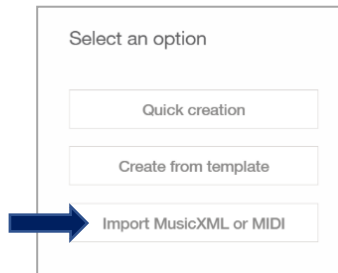 Select an option
Quick creation
Create from template
Import MusicXML or MIDI